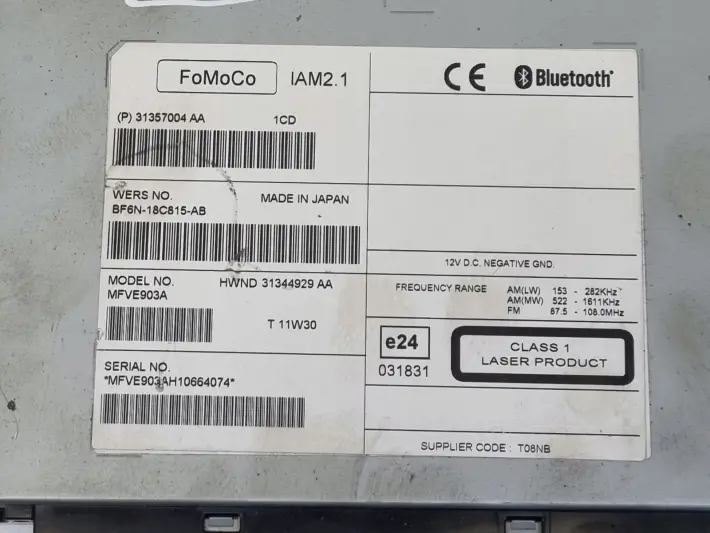 FoMoCo IAM2.1
(P) 31357004 AA 1CD
WERS NO. MADE IN JAPAN
BF6N-18C815-AB
MODEL NO. HWND 31344929 AA
MFVE903A
T 11W30
SERIAL NO.
*MFVE903AH10664074*
CE Bluetooth®
12V D.C. NEGATIVE GND.
FREQUENCY RANGE AM(LW) 153 - 282KHz
AM(MW) 522 - 1611KHz
FM 87.5 - 108.0MHz
e24
031831
CLASS 1
LASER PRODUCT
SUPPLIER CODE : T08NB